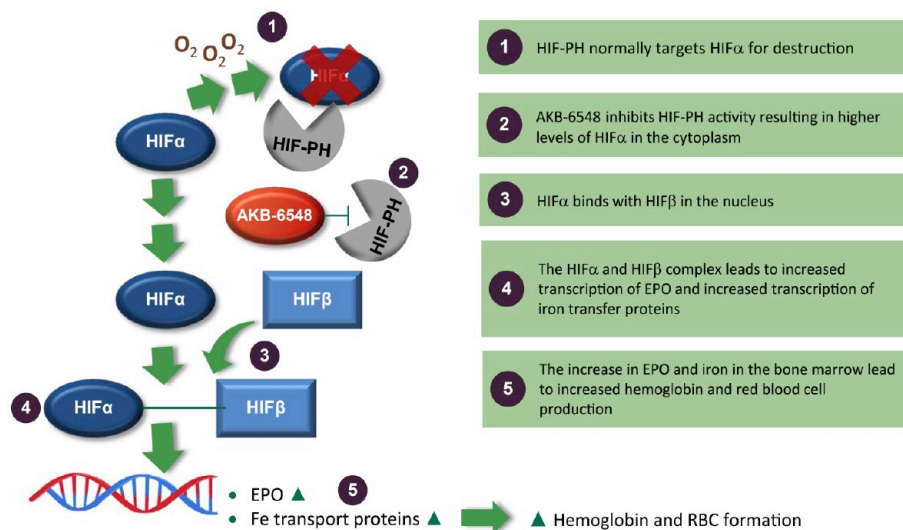 1
O2 O2 O2
HIFα
HIF-PH
HIFα
2
AKB-6548
HIF-PH
HIFα
HIFβ
3
4
HIFα
HIFβ
5
• EPO ▲
• Fe transport proteins ▲
▲ Hemoglobin and RBC formation
1
HIF-PH normally targets HIFα for destruction
2
AKB-6548 inhibits HIF-PH activity resulting in higher
levels of HIFα in the cytoplasm
3
HIFα binds with HIFβ in the nucleus
4
The HIFα and HIFβ complex leads to increased
transcription of EPO and increased transcription of
iron transfer proteins
5
The increase in EPO and iron in the bone marrow lead
to increased hemoglobin and red blood cell
production